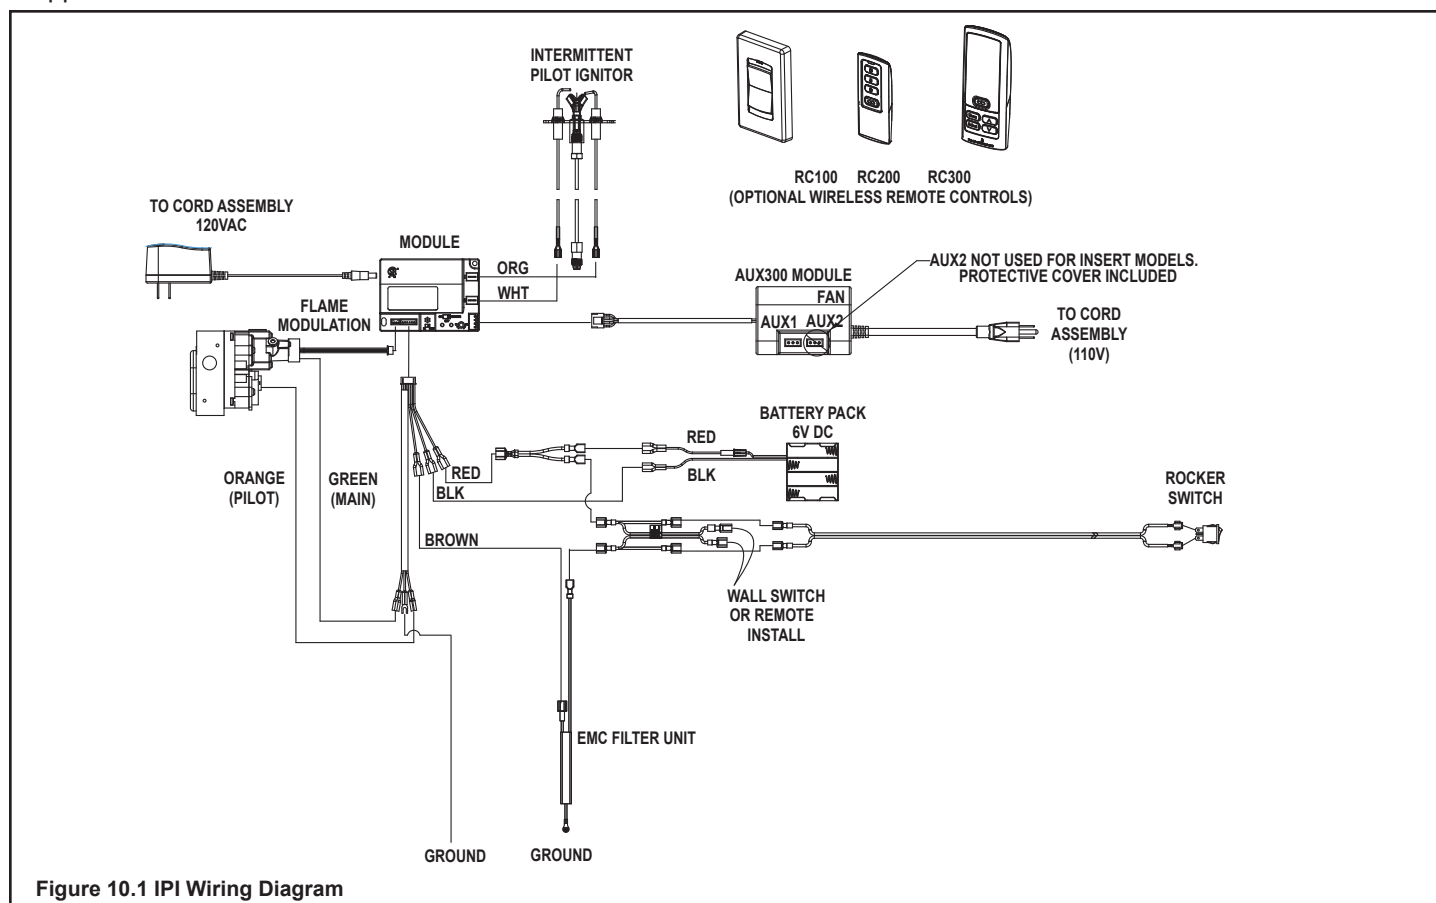 INTERMITTENT
PILOT IGNITOR
RC100 RC200 RC300
(OPTIONAL WIRELESS REMOTE CONTROLS)
TO CORD ASSEMBLY
120VAC
MODULE
ORG
WHT
FLAME
MODULATION
AUX300 MODULE
FAN
AUX1 AUX2
AUX2 NOT USED FOR INSERT MODELS.
PROTECTIVE COVER INCLUDED
TO CORD
ASSEMBLY
(110V)
BATTERY PACK
6V DC
RED
BLK
RED
BLK
ORANGE
(PILOT)
GREEN
(MAIN)
BROWN
ROCKER
SWITCH
WALL SWITCH
OR REMOTE
INSTALL
EMC FILTER UNIT
GROUND
GROUND
Figure 10.1 IPI Wiring Diagram